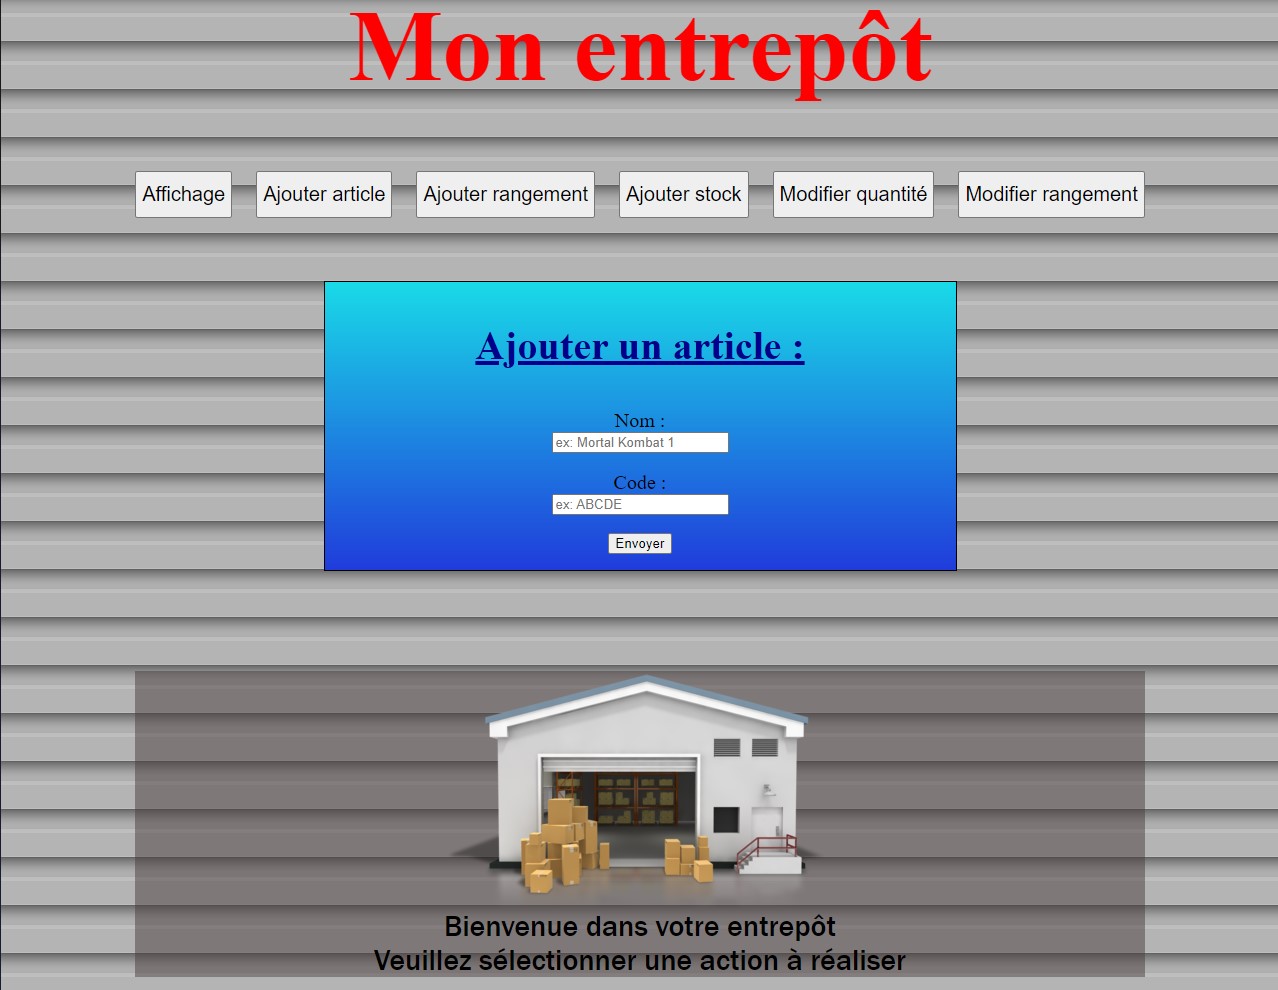 Mon entrepôt
Affichage Ajouter article Ajouter rangement Ajouter stock Modifier quantité Modifier rangement
Ajouter un article :
Nom :
ex: Mortal Kombat 1
Code :
ex: ABCDE
Envoyer
Bienvenue dans votre entrepôt
Veuillez sélectionner une action à réaliser